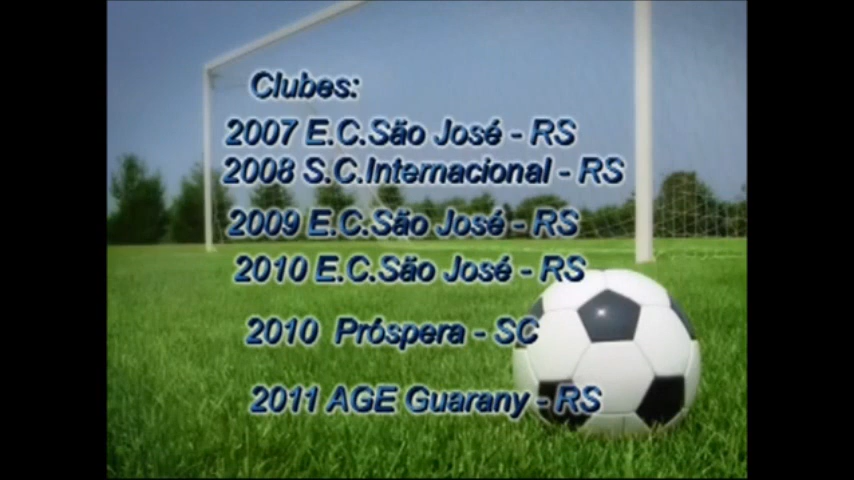 Clubes:
2007 E.C.São José - RS
2008 S.C.Internacional - RS
2009 E.C.São José - RS
2010 E.C.São José - RS
2010 Próspera - SC
2011 AGE Guarany - RS